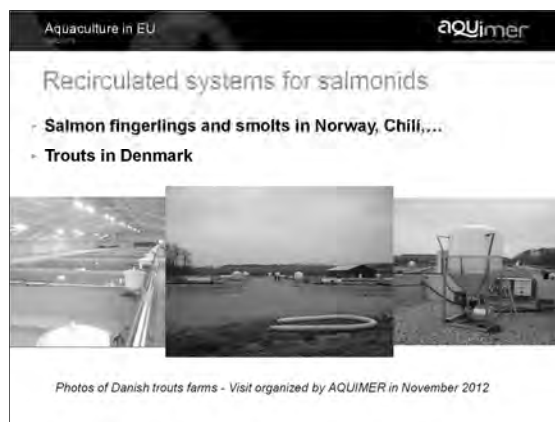 Aquaculture in EU
aQUimer
Recirculated systems for salmonids
Salmon fingerlings and smolts in Norway, Chili,...
Trouts in Denmark
Photos of Danish trouts farms - Visit organized by AQUIMER in November 2012